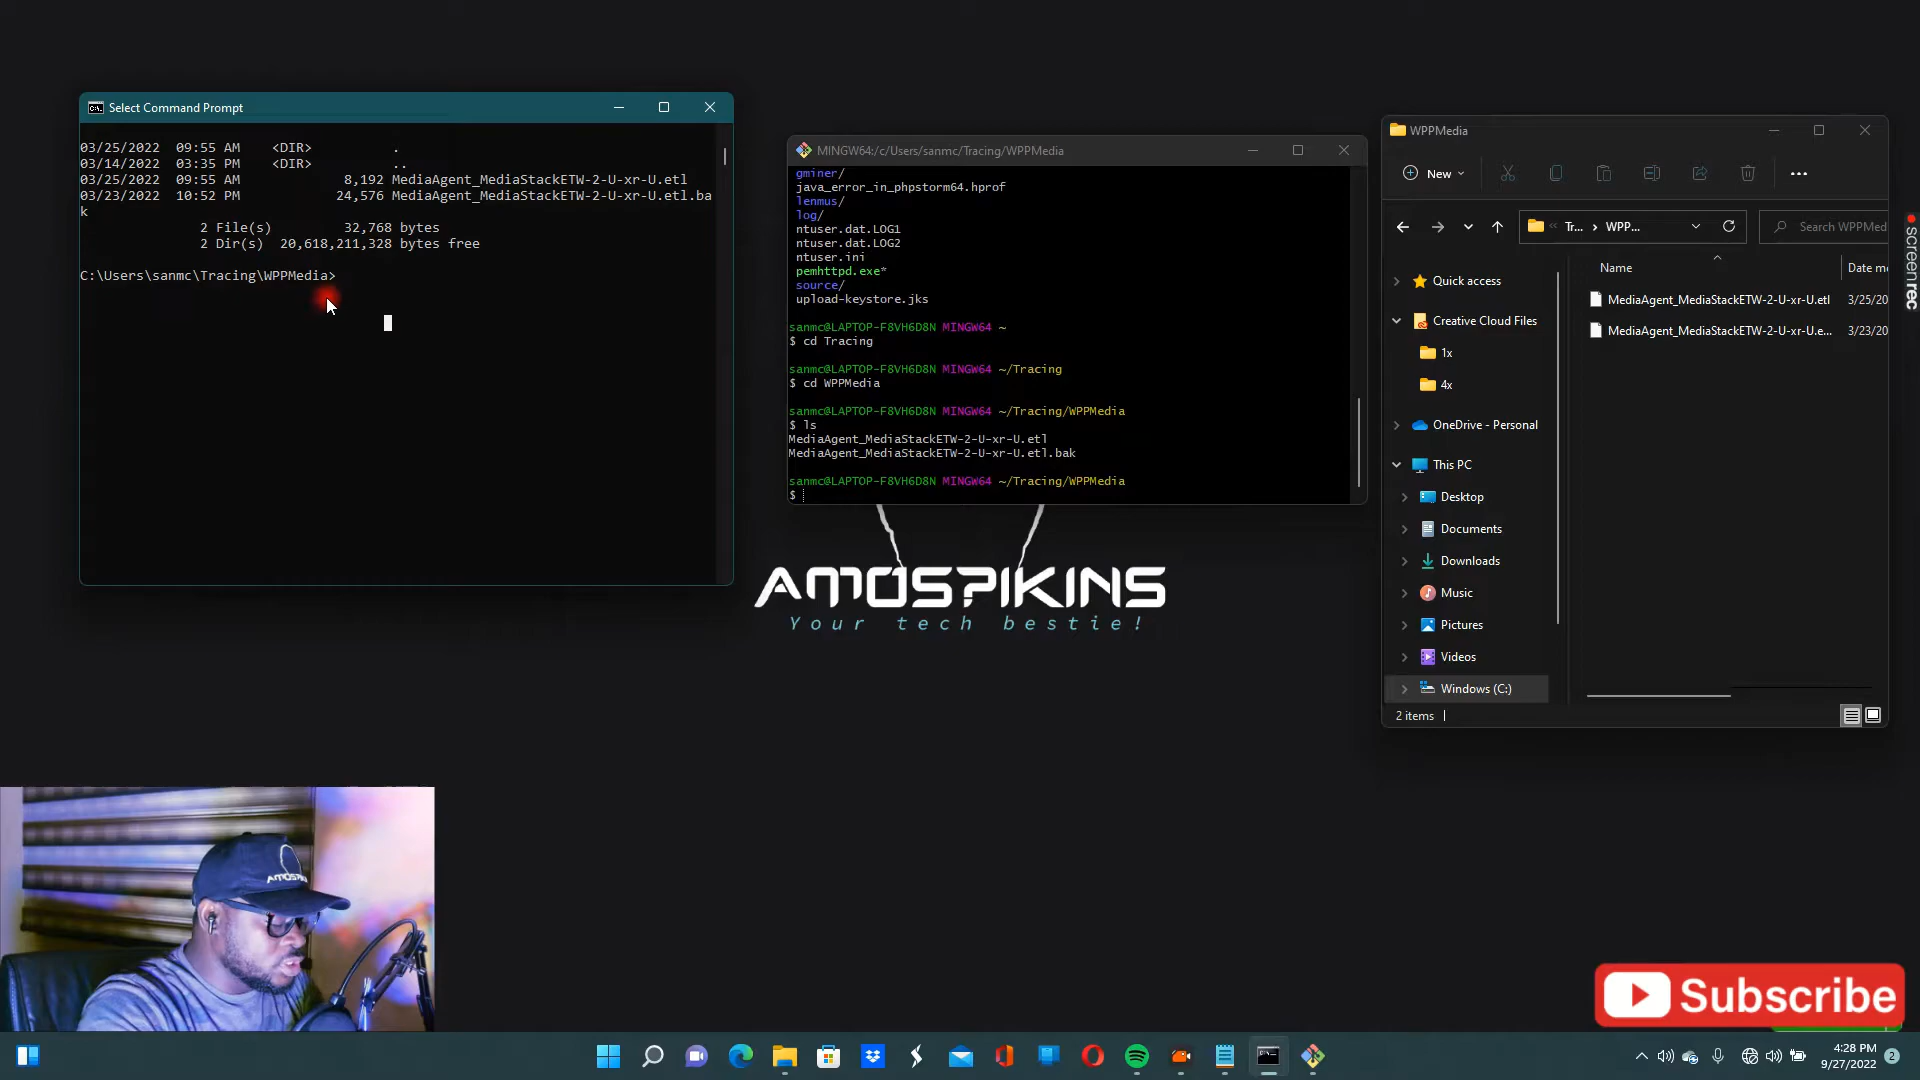 Select Command Prompt
03/25/2022 09:55 AM <DIR> .
03/14/2022 03:35 PM <DIR> ..
03/25/2022 09:55 AM 8,192 MediaAgent_MediaStackETW-2-U-xr-U.etl
03/23/2022 10:52 PM 24,576 MediaAgent_MediaStackETW-2-U-xr-U.etl.ba
k
2 File(s) 32,768 bytes
2 Dir(s) 20,618,211,328 bytes free
C:\Users\sanmc\Tracing\WPPMedia>
MINGW64:/c/Users/sanmc/Tracing/WPPMedia
gminer/
java_error_in_phpstorm64.hprof
lenmus/
log/
ntuser.dat.LOG1
ntuser.dat.LOG2
ntuser.ini
pemhttpd.exe*
source/
upload-keystore.jks
sanmc@LAPTOP-F8VH6D8N MINGW64 ~
$ cd Tracing
sanmc@LAPTOP-F8VH6D8N MINGW64 ~/Tracing
$ cd WPPMedia
sanmc@LAPTOP-F8VH6D8N MINGW64 ~/Tracing/WPPMedia
$ ls
MediaAgent_MediaStackETW-2-U-xr-U.etl
MediaAgent_MediaStackETW-2-U-xr-U.etl.bak
sanmc@LAPTOP-F8VH6D8N MINGW64 ~/Tracing/WPPMedia
$
AMOSPIKINS
Your tech bestie!
WPPMedia
New
Tr... › WPP...
Search WPPMed
Name Date mo
Quick access
Creative Cloud Files
1x
4x
OneDrive - Personal
This PC
Desktop
Documents
Downloads
Music
Pictures
Videos
Windows (C:)
MediaAgent_MediaStackETW-2-U-xr-U.etl 3/25/20
MediaAgent_MediaStackETW-2-U-xr-U.e... 3/23/20
2 items
screenrec
AMOSPIKINS
Subscribe
4:28 PM
9/27/2022
2